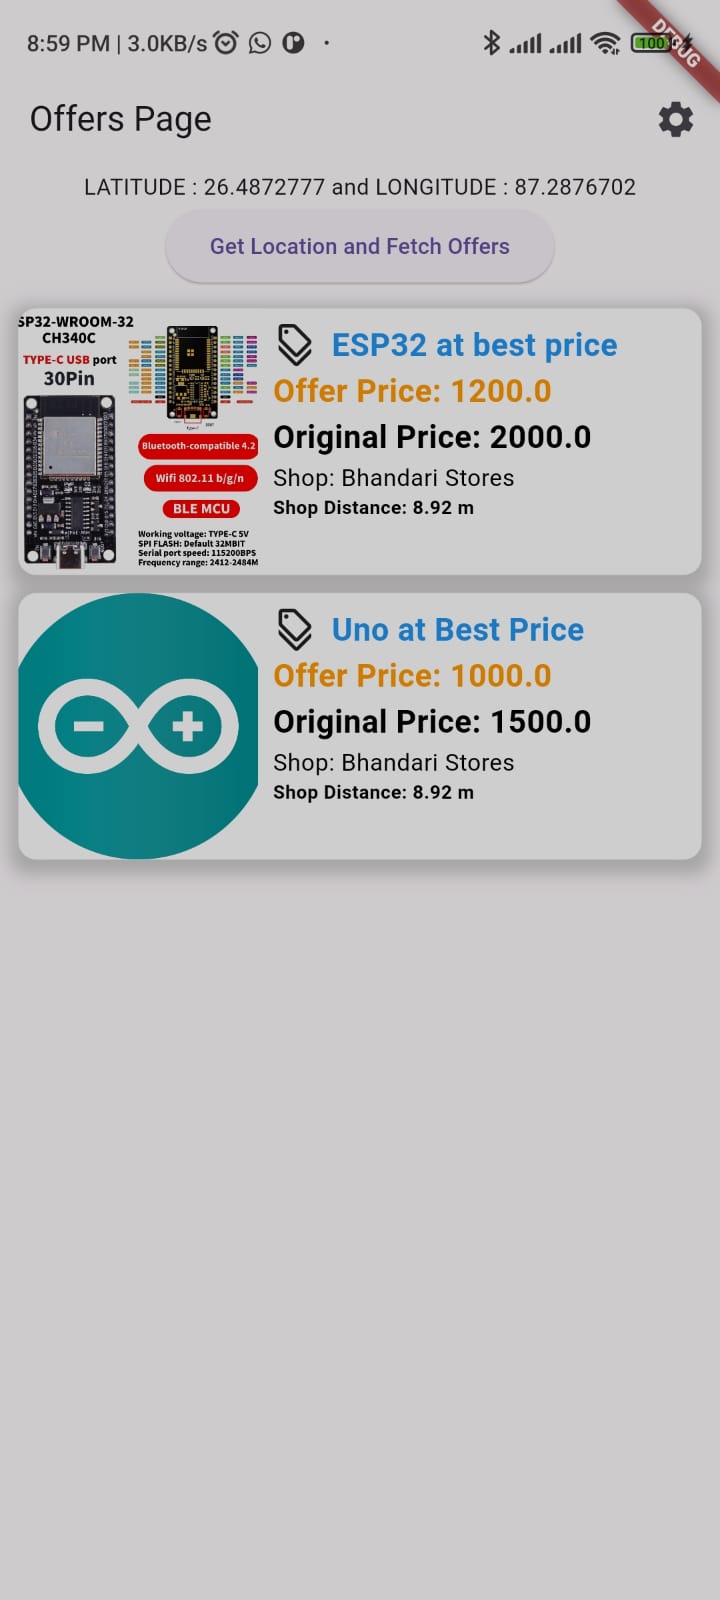 8:59 PM | 3.0KB/s
100
DEBUG
Offers Page
LATITUDE : 26.4872777 and LONGITUDE : 87.2876702
Get Location and Fetch Offers
SP32-WROOM-32
CH340C
TYPE-C USB port
30Pin
Bluetooth-compatible 4.2
Wifi 802.11 b/g/n
BLE MCU
Working voltage: TYPE-C 5V
SPI FLASH: Default 32MBIT
Serial port speed: 115200BPS
Frequency range: 2412-2484M
ESP32 at best price
Offer Price: 1200.0
Original Price: 2000.0
Shop: Bhandari Stores
Shop Distance: 8.92 m
Uno at Best Price
Offer Price: 1000.0
Original Price: 1500.0
Shop: Bhandari Stores
Shop Distance: 8.92 m